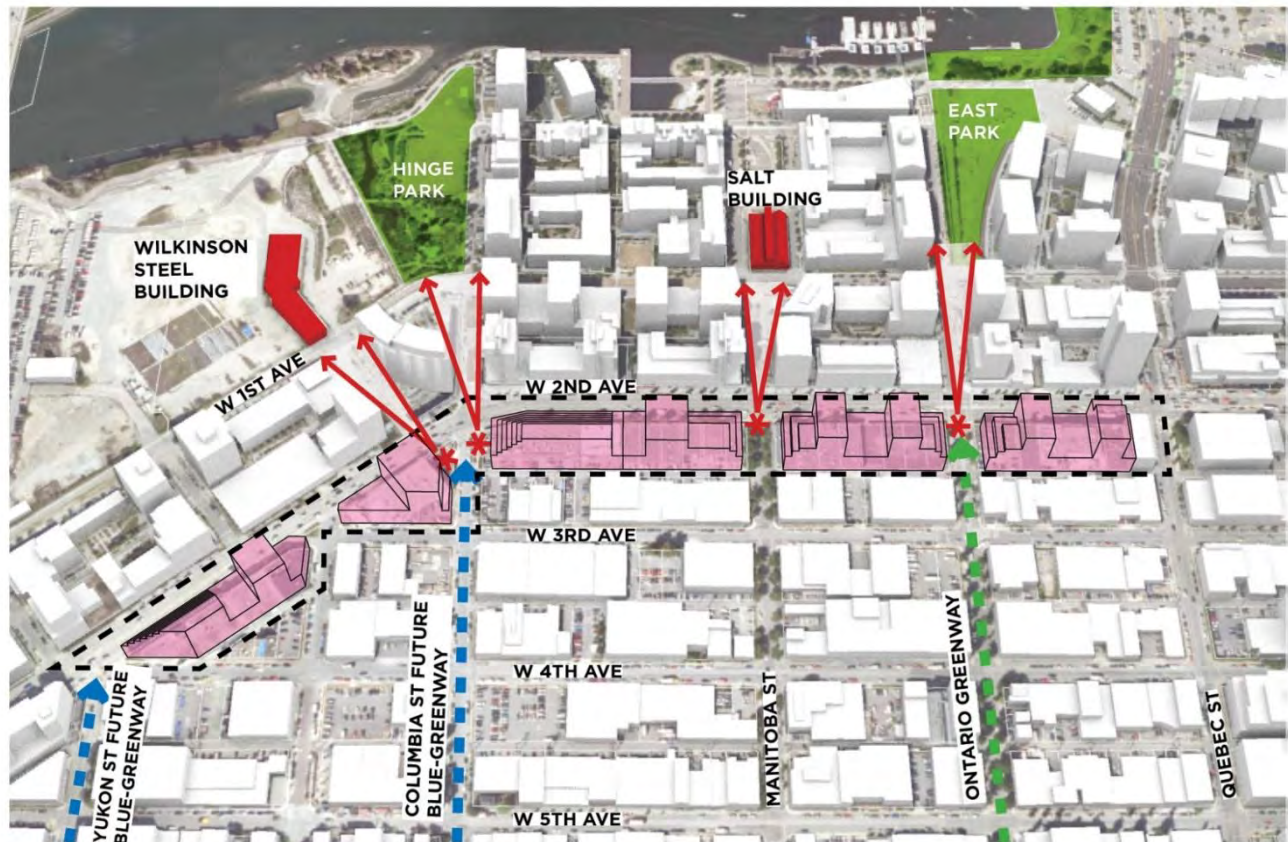 HINGE
PARK
EAST
PARK
SALT
BUILDING
WILKINSON
STEEL
BUILDING
W 1ST AVE
W 2ND AVE
W 3RD AVE
W 4TH AVE
W 5TH AVE
YUKON ST FUTURE
BLUE-GREENWAY
COLUMBIA ST FUTURE
BLUE-GREENWAY
MANITOBA ST
ONTARIO GREENWAY
QUEBEC ST